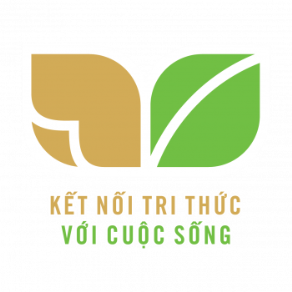 KẾT NỐI TRI THỨC
VỚI CUỘC SỐNG